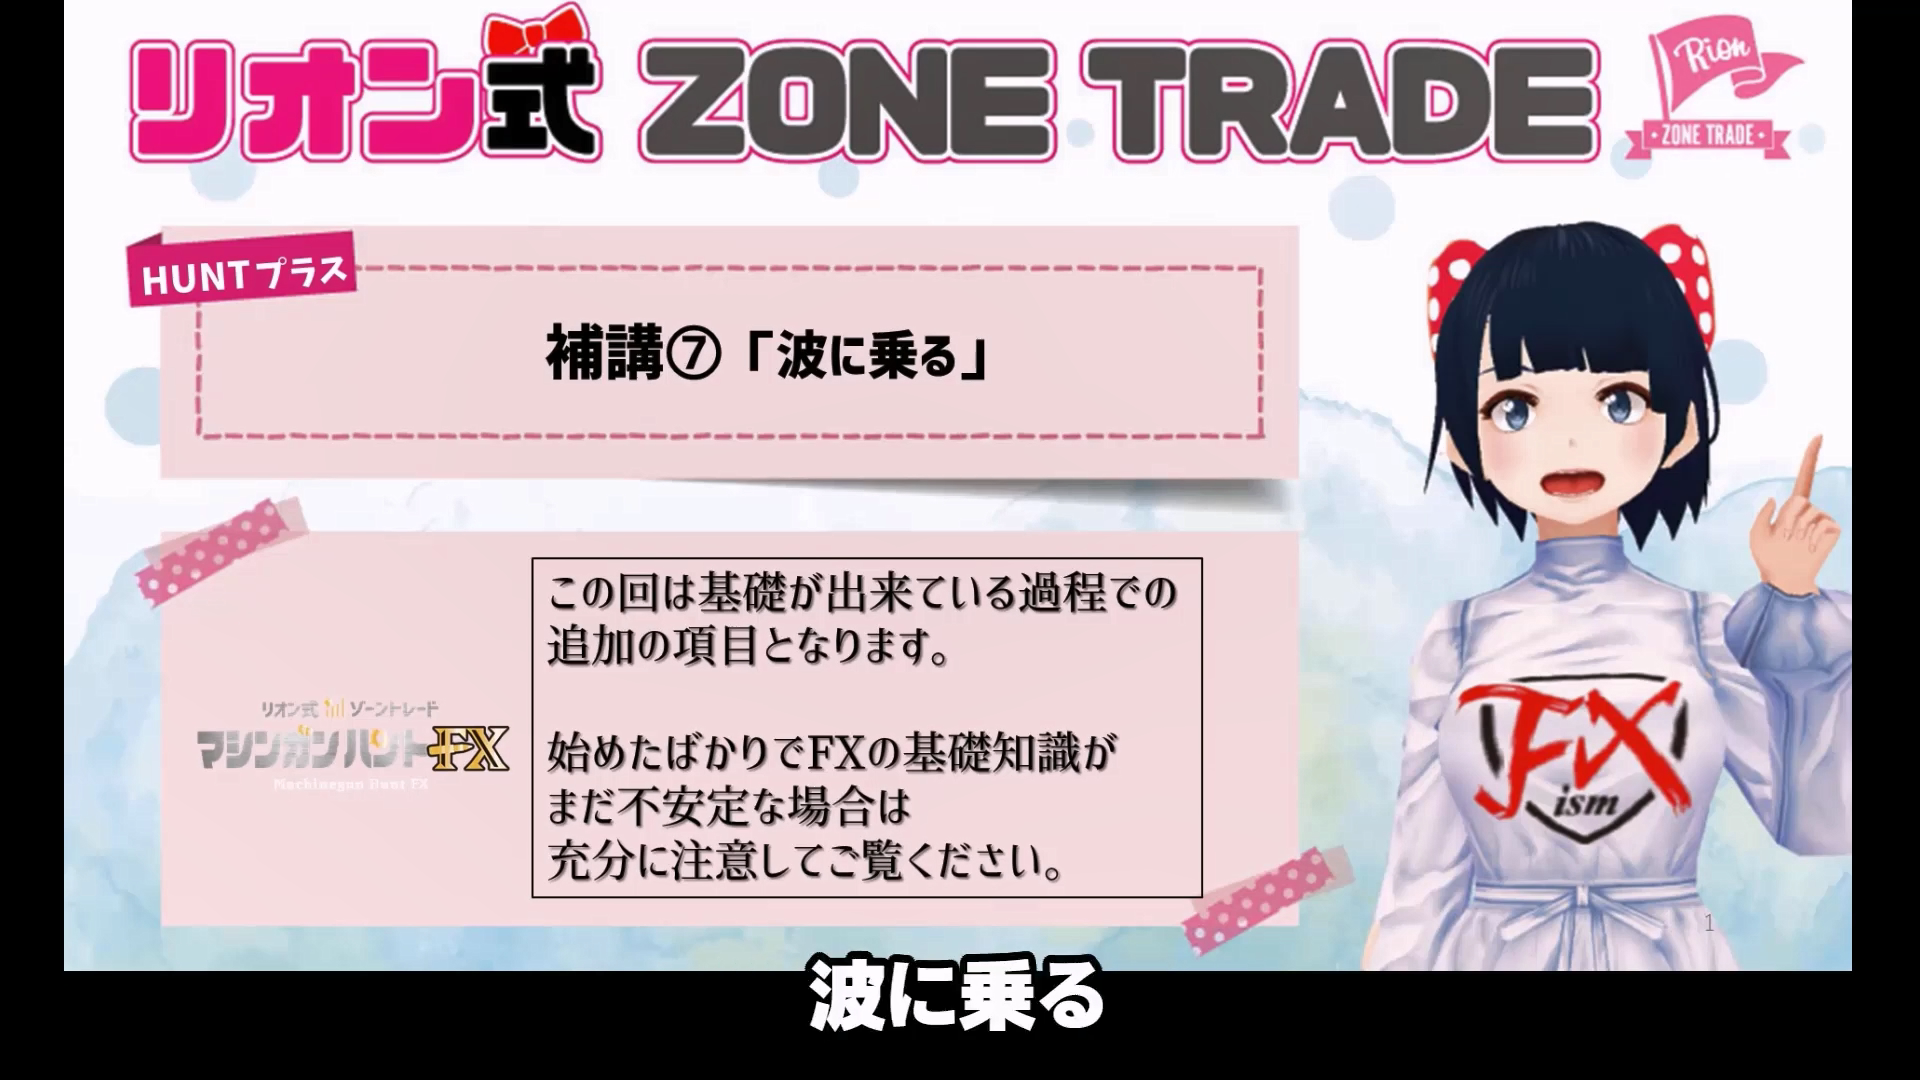 リオン式 ZONE TRADE
Rion
ZONE TRADE
HUNTプラス
補講⑦「波に乗る」
この回は基礎が出来ている過程での
追加の項目となります。
始めたばかりでFXの基礎知識が
まだ不安定な場合は
充分に注意してご覧ください。
リオン式 ゾーントレード
マシンガンハントFX
Machinegun Hunt FX
FX
ism
1
波に乗る